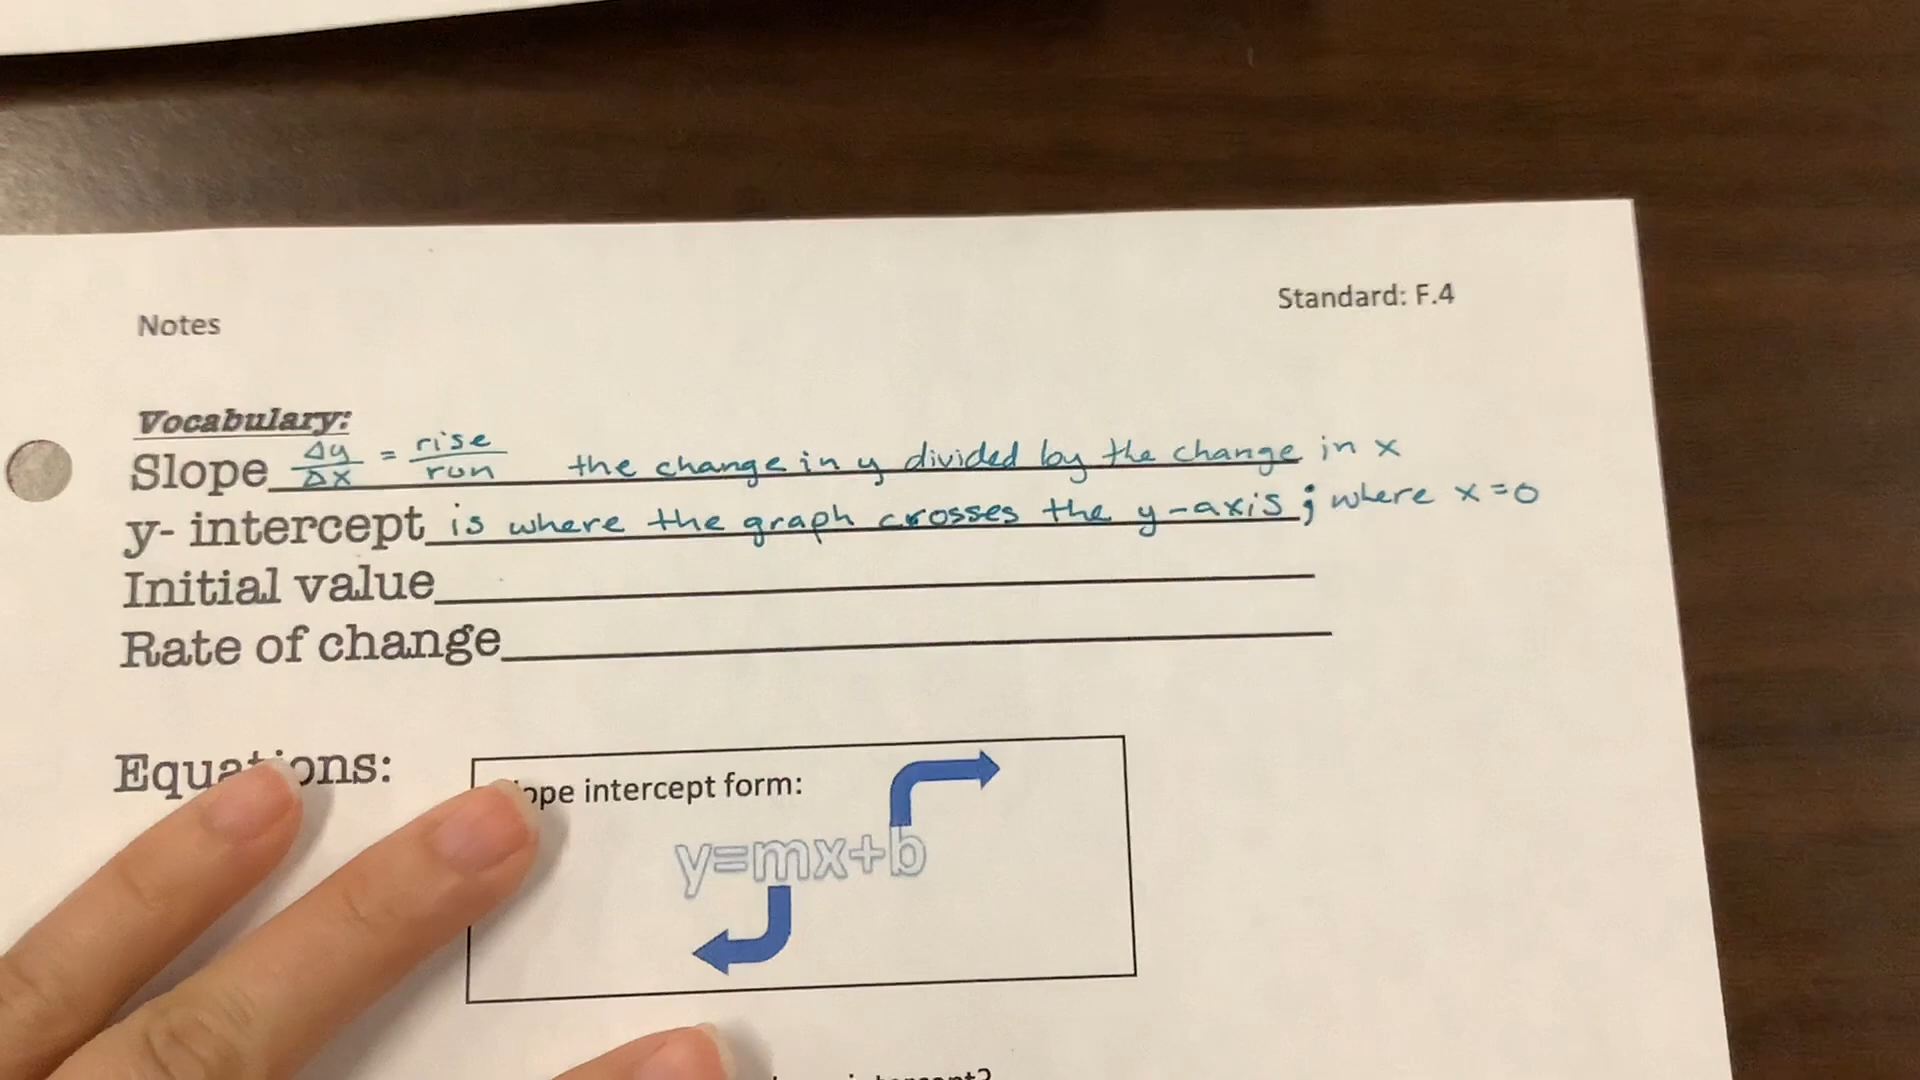 Notes
Standard: F.4
Vocabulary:
Slope Δy/Δx = rise/run the change in y divided by the change in x
y- intercept is where the graph crosses the y-axis; where x=0
Initial value
Rate of change
Equations:
intercept form:
y=mx+b